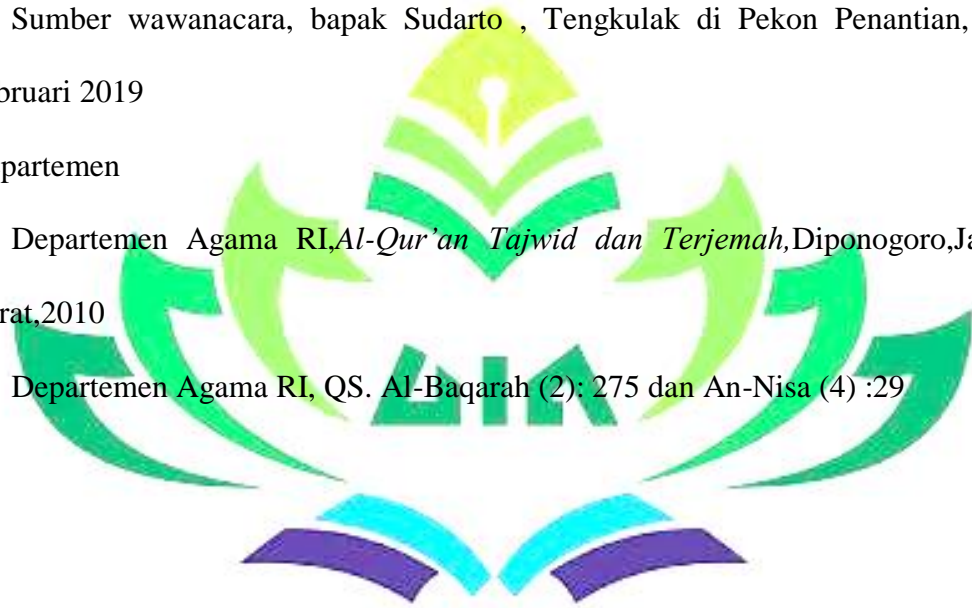 Sumber wawanacara, bapak Sudarto , Tengkulak di Pekon Penantian,
bruari 2019
partemen
Departemen Agama RI,Al-Qur’an Tajwid dan Terjemah,Diponogoro,Ja
rat,2010
Departemen Agama RI, QS. Al-Baqarah (2): 275 dan An-Nisa (4) :29